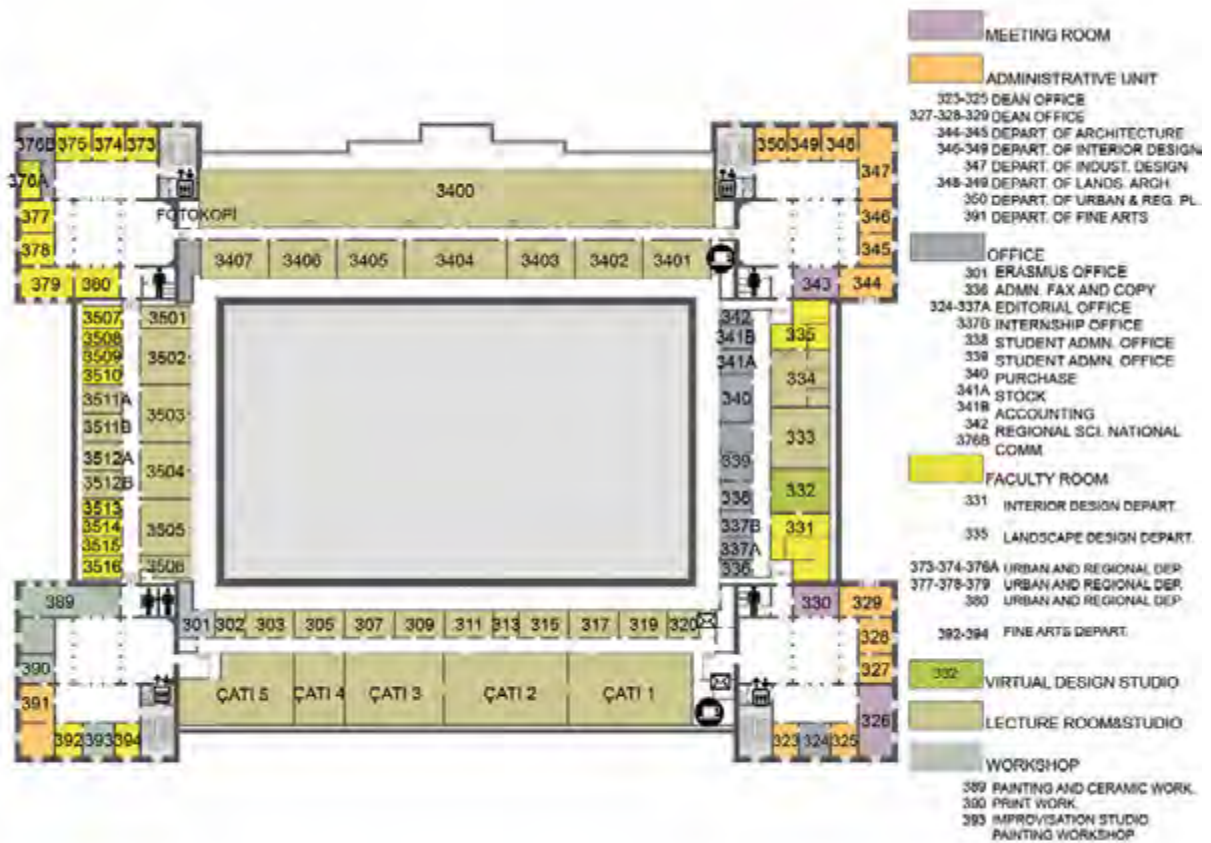 MEETING ROOM
ADMINISTRATIVE UNIT
323-325 DEAN OFFICE
327-328-329 DEAN OFFICE
344-345 DEPART. OF ARCHITECTURE
346-349 DEPART. OF INTERIOR DESIGN
347 DEPART. OF INDUST. DESIGN
348-349 DEPART. OF LANDS. ARCH
350 DEPART. OF URBAN & REG. PL.
391 DEPART. OF FINE ARTS
OFFICE
301 ERASMUS OFFICE
336 ADMN. FAX AND COPY
324-337A EDITORIAL OFFICE
337B INTERNSHIP OFFICE
338 STUDENT ADMN. OFFICE
339 STUDENT ADMN. OFFICE
340 PURCHASE
341A STOCK
341B ACCOUNTING
342 REGIONAL SCI. NATIONAL
376B COMM.
FACULTY ROOM
331 INTERIOR DESIGN DEPART.
335 LANDSCAPE DESIGN DEPART.
373-374-376A URBAN AND REGIONAL DEP.
377-378-379 URBAN AND REGIONAL DEP.
380 URBAN AND REGIONAL DEP
392-394 FINE ARTS DEPART.
332 VIRTUAL DESIGN STUDIO
LECTURE ROOM&STUDIO
WORKSHOP
389 PAINTING AND CERAMIC WORK.
390 PRINT WORK.
393 IMPROVISATION STUDIO
PAINTING WORKSHOP
376B 375 374 373
350 349 348
376A
347
3400
377
FOTOKOPİ
346
378
345
3407 3406 3405 3404 3403 3402 3401
379 380
343 344
3507 3501
342
3508
341B 335
3509 3502
341A
3510
334
3511A
340
3503
3511B
333
3512A
339
3504
3512B
332
3513
338
3514
337B 331
3515 3505
337A
3516 3506
336
389
330 329
301 302 303 305 307 309 311 313 315 317 319 320
328
390
327
391
ÇATI 5 ÇATI 4 ÇATI 3 ÇATI 2 ÇATI 1
326
392 393 394
323 324 325